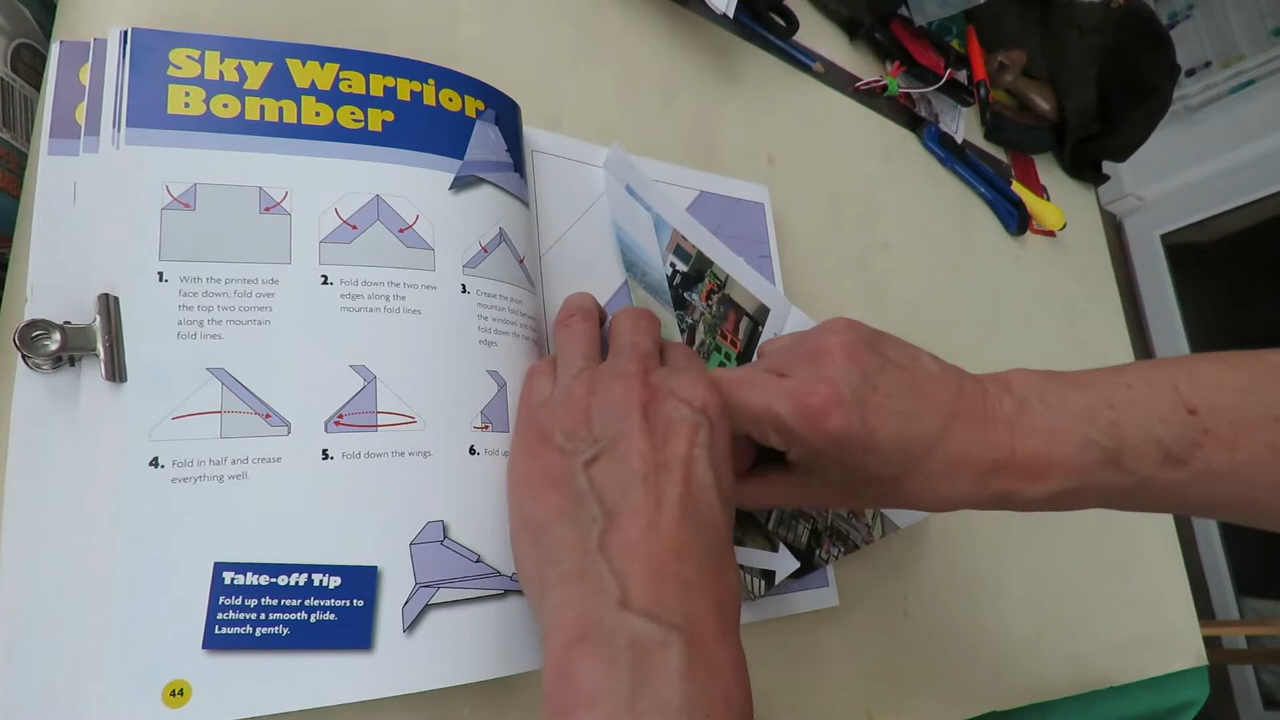 Sky Warrior
Bomber
1. With the printed side
face down, fold over
the top two corners
along the mountain
fold lines.
2. Fold down the two new
edges along the
mountain fold lines.
3. Crease the short
mountain fold
the windows and
fold down the
edges.
4. Fold in half and crease
everything well.
5. Fold down the wings.
6. Fold up
Take-off Tip
Fold up the rear elevators to
achieve a smooth glide.
Launch gently.
44